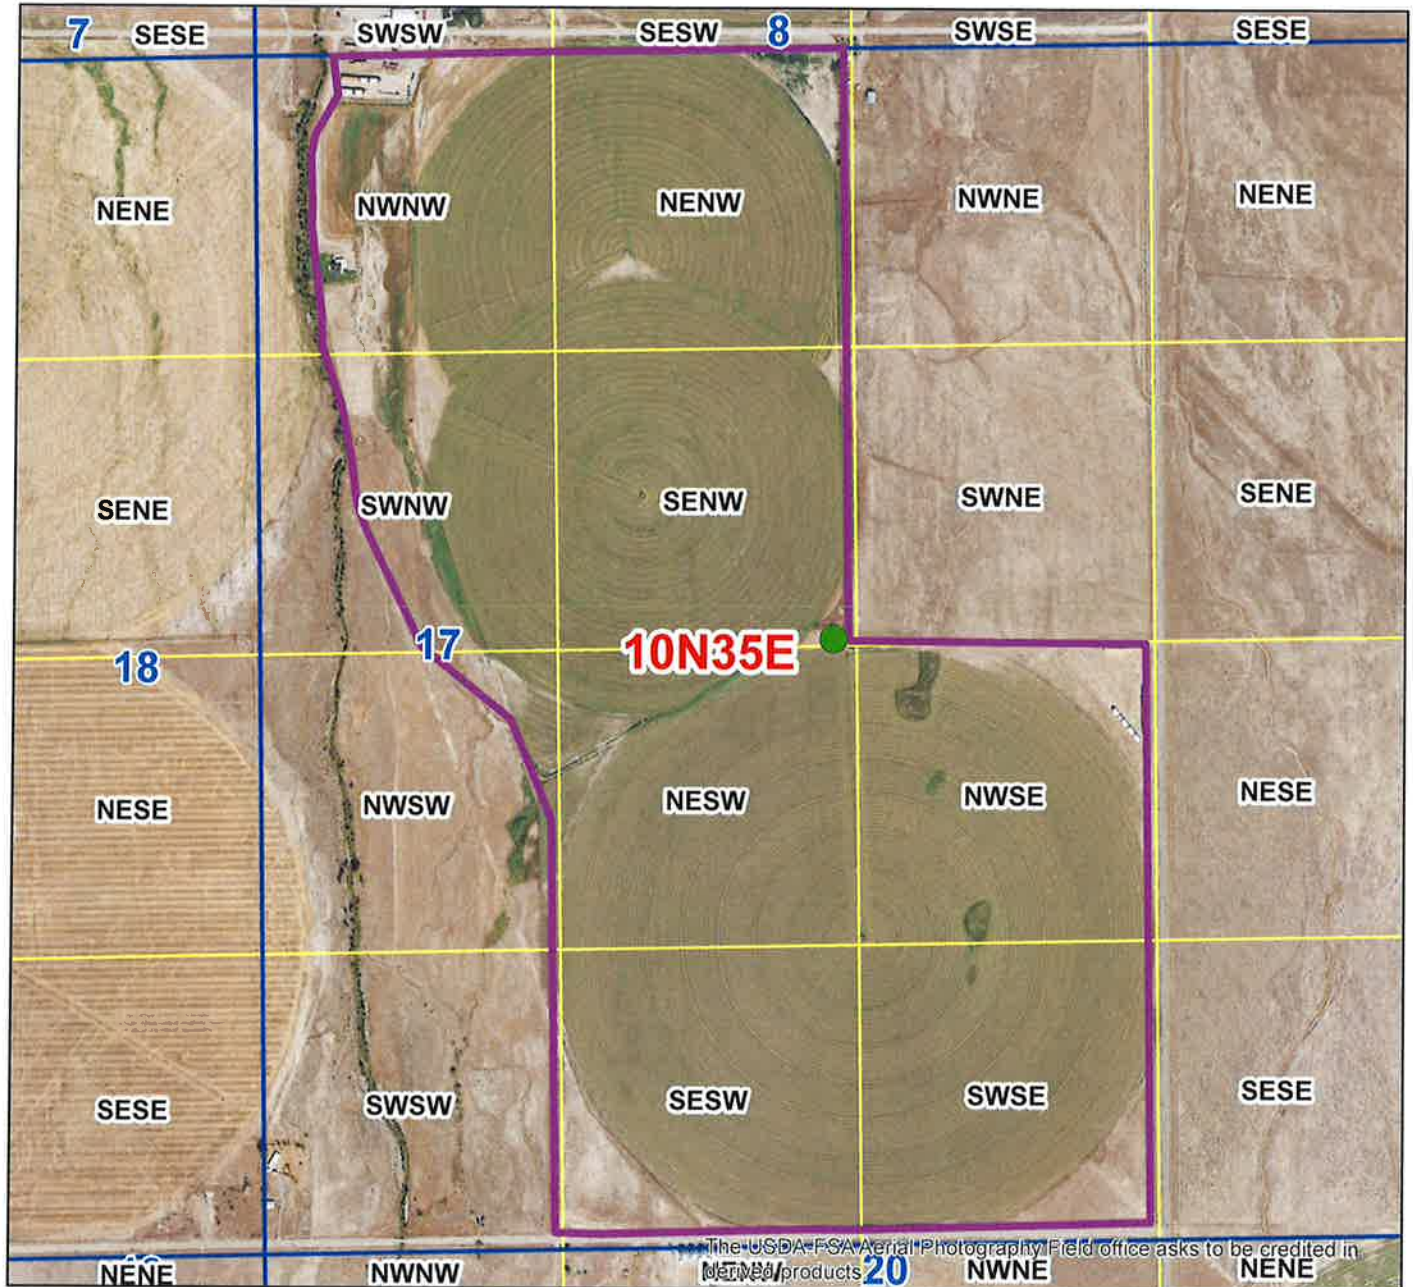 7 SESE SWSW SESW 8 SWSE SESE
NENE NWNW NENW NWNE NENE
SENE SWNW SENW SWNE SENE
18 17 10N35E
NESE NWSW NESW NWSE NESE
SESE SWSW SESW SWSE SESE
The USDA-FSA Aerial Photography Field office asks to be credited in
derived products
NENE NWNW NENW 20 NWNE NENE